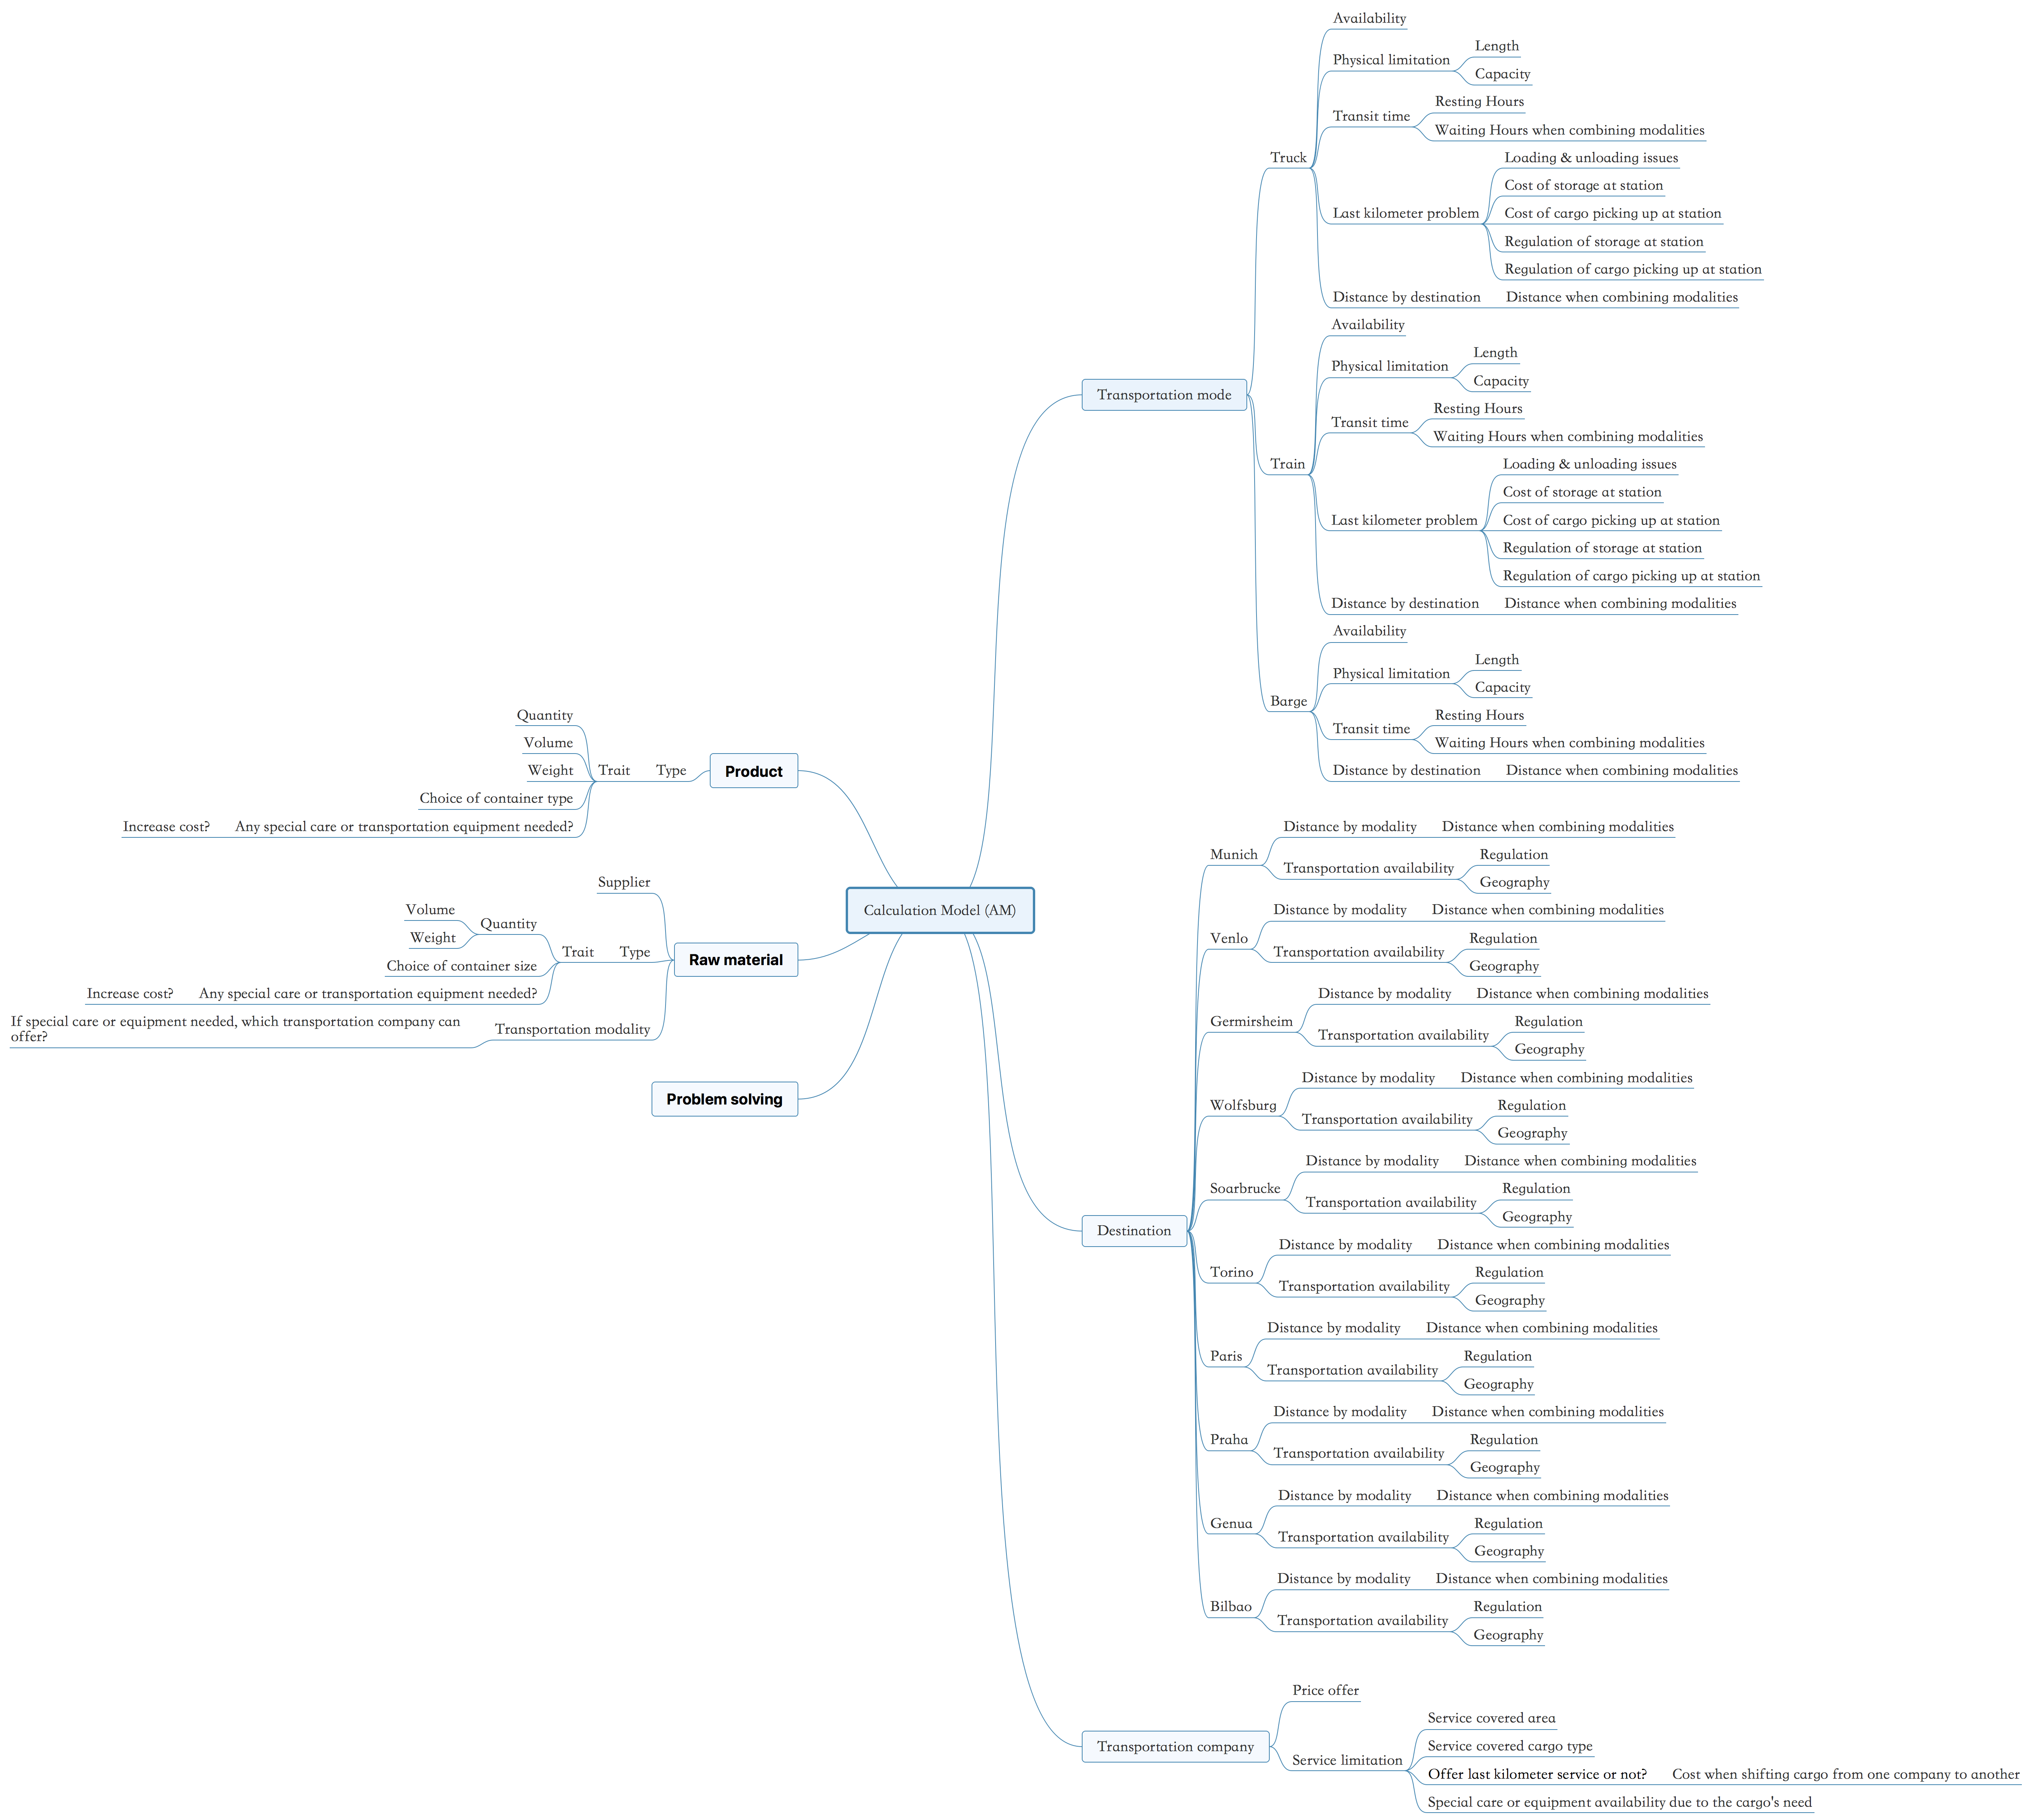 Calculation Model (AM)
Transportation mode
Truck
Availability
Physical limitation
Length
Capacity
Transit time
Resting Hours
Waiting Hours when combining modalities
Last kilometer problem
Loading & unloading issues
Cost of storage at station
Cost of cargo picking up at station
Regulation of storage at station
Regulation of cargo picking up at station
Distance by destination
Distance when combining modalities
Train
Availability
Physical limitation
Length
Capacity
Transit time
Resting Hours
Waiting Hours when combining modalities
Last kilometer problem
Loading & unloading issues
Cost of storage at station
Cost of cargo picking up at station
Regulation of storage at station
Regulation of cargo picking up at station
Distance by destination
Distance when combining modalities
Barge
Availability
Physical limitation
Length
Capacity
Transit time
Resting Hours
Waiting Hours when combining modalities
Distance by destination
Distance when combining modalities
Destination
Munich
Distance by modality
Distance when combining modalities
Transportation availability
Regulation
Geography
Venlo
Distance by modality
Distance when combining modalities
Transportation availability
Regulation
Geography
Germirsheim
Distance by modality
Distance when combining modalities
Transportation availability
Regulation
Geography
Wolfsburg
Distance by modality
Distance when combining modalities
Transportation availability
Regulation
Geography
Soarbrucke
Distance by modality
Distance when combining modalities
Transportation availability
Regulation
Geography
Torino
Distance by modality
Distance when combining modalities
Transportation availability
Regulation
Geography
Paris
Distance by modality
Distance when combining modalities
Transportation availability
Regulation
Geography
Praha
Distance by modality
Distance when combining modalities
Transportation availability
Regulation
Geography
Genua
Distance by modality
Distance when combining modalities
Transportation availability
Regulation
Geography
Bilbao
Distance by modality
Distance when combining modalities
Transportation availability
Regulation
Geography
Transportation company
Price offer
Service limitation
Service covered area
Service covered cargo type
Offer last kilometer service or not?
Cost when shifting cargo from one company to another
Special care or equipment availability due to the cargo's need
Product
Type
Trait
Quantity
Volume
Weight
Choice of container type
Any special care or transportation equipment needed?
Increase cost?
Raw material
Supplier
Type
Trait
Quantity
Volume
Weight
Choice of container size
Any special care or transportation equipment needed?
Increase cost?
Transportation modality
If special care or equipment needed, which transportation company can
offer?
Problem solving